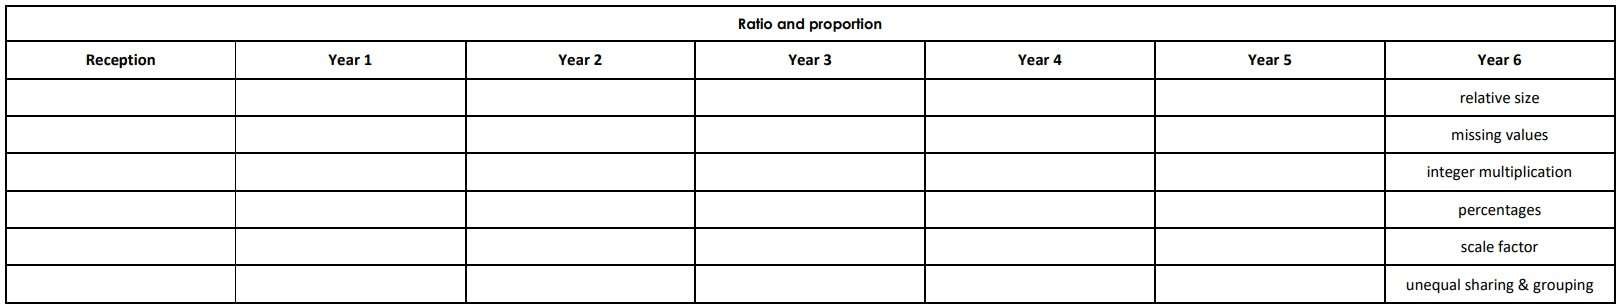 Ratio and proportion
Reception Year 1 Year 2 Year 3 Year 4 Year 5 Year 6
relative size
missing values
integer multiplication
percentages
scale factor
unequal sharing & grouping